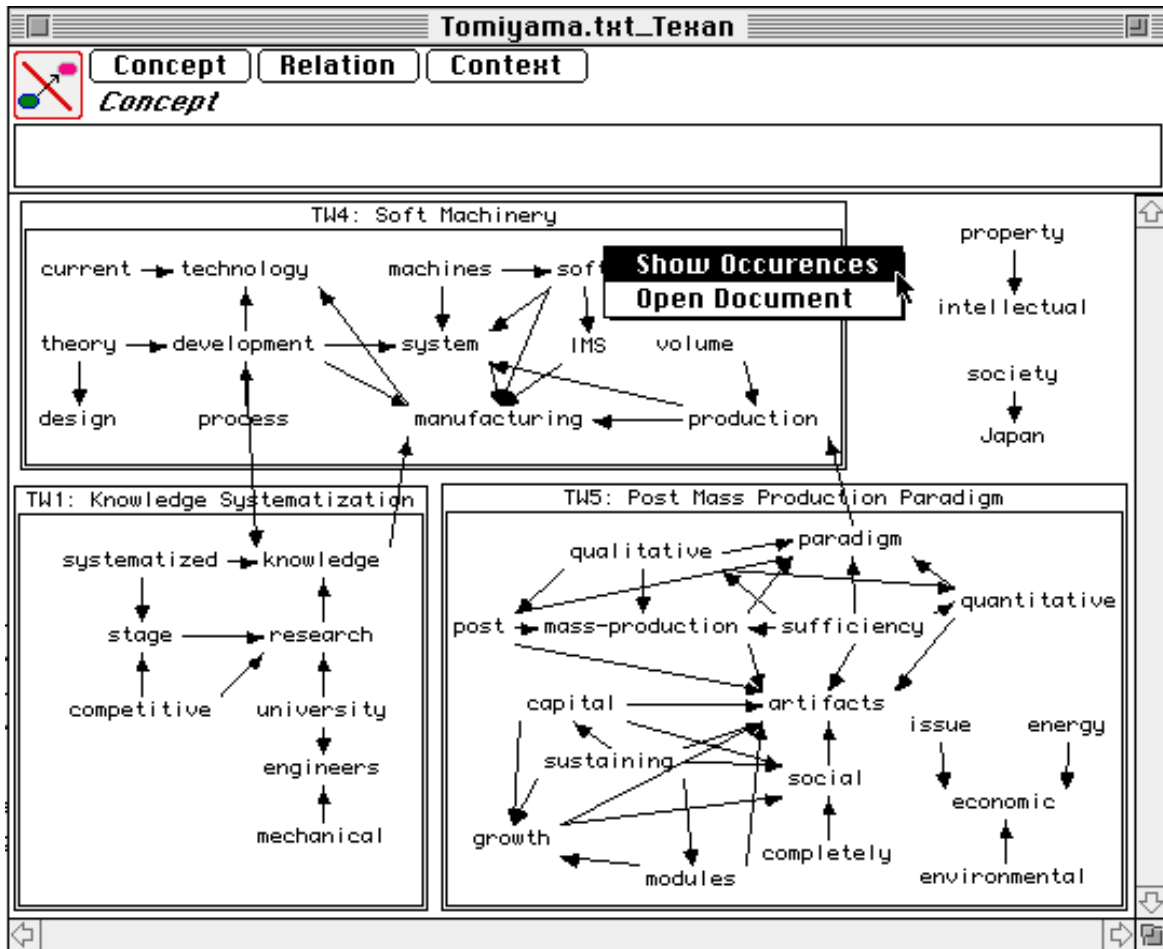 Tomiyama.txt_Texan
Concept Relation Context
Concept
TW4: Soft Machinery
current technology machines soft
Show Occurences
Open Document
theory development system IMS volume
design process manufacturing production
property
intellectual
society
Japan
TW1: Knowledge Systematization
systematized knowledge
stage research
competitive university
engineers
mechanical
TW5: Post Mass Production Paradigm
qualitative paradigm
quantitative
post mass-production sufficiency
capital artifacts
issue energy
sustaining social
economic
growth completely
modules environmental